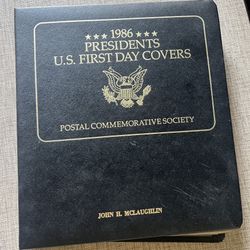 ★★★ 1986 ★★★
PRESIDENTS
U.S. FIRST DAY COVERS
POSTAL COMMEMORATIVE SOCIETY
JOHN H. MCLAUGHLIN